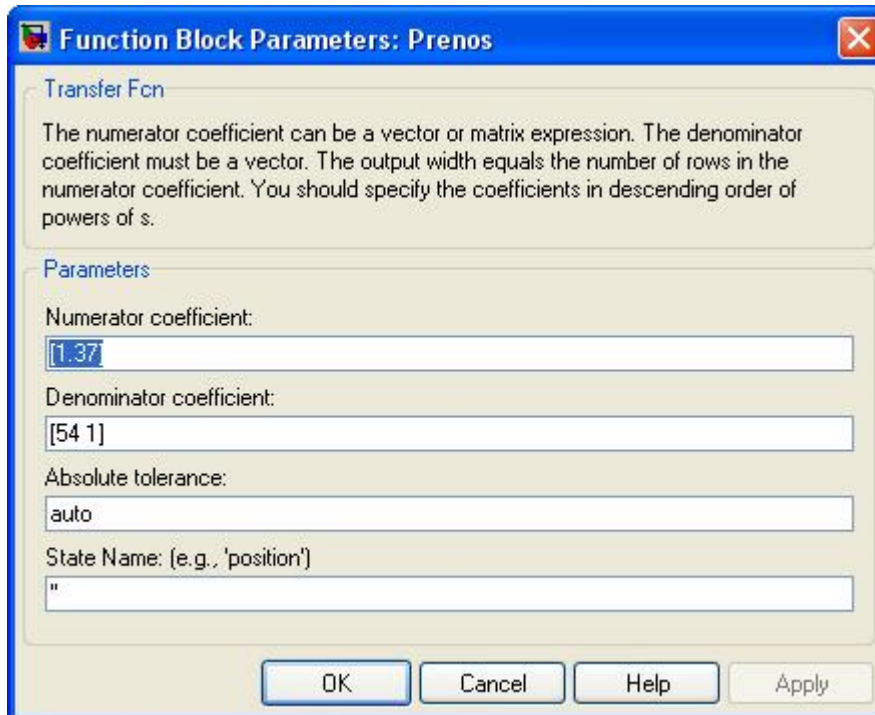 Function Block Parameters: Prenos
Transfer Fcn
The numerator coefficient can be a vector or matrix expression. The denominator
coefficient must be a vector. The output width equals the number of rows in the
numerator coefficient. You should specify the coefficients in descending order of
powers of s.
Parameters
Numerator coefficient:
[1.37]
Denominator coefficient:
[54 1]
Absolute tolerance:
auto
State Name: (e.g., 'position')
''
OK Cancel Help Apply